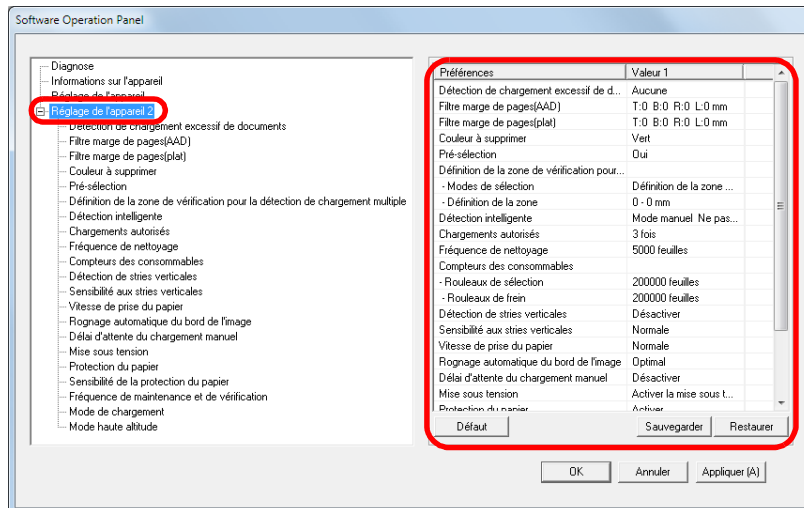 Software Operation Panel
Diagnose
Informations sur l'appareil
Réglage de l'appareil
Réglage de l'appareil 2
Détection de chargement excessif de documents
Filtre marge de pages(AAD)
Filtre marge de pages(plat)
Couleur à supprimer
Pré-sélection
Définition de la zone de vérification pour la détection de chargement multiple
Détection intelligente
Chargements autorisés
Fréquence de nettoyage
Compteurs des consommables
Détection de stries verticales
Sensibilité aux stries verticales
Vitesse de prise du papier
Rognage automatique du bord de l'image
Délai d'attente du chargement manuel
Mise sous tension
Protection du papier
Sensibilité de la protection du papier
Fréquence de maintenance et de vérification
Mode de chargement
Mode haute altitude
Préférences Valeur 1
Détection de chargement excessif de d... Aucune
Filtre marge de pages(AAD) T:0 B:0 R:0 L:0 mm
Filtre marge de pages(plat) T:0 B:0 R:0 L:0 mm
Couleur à supprimer Vert
Pré-sélection Oui
Définition de la zone de vérification pour...
- Modes de sélection Définition de la zone ...
- Définition de la zone 0 - 0 mm
Détection intelligente Mode manuel Ne pas...
Chargements autorisés 3 fois
Fréquence de nettoyage 5000 feuilles
Compteurs des consommables
- Rouleaux de sélection 200000 feuilles
- Rouleaux de frein 200000 feuilles
Détection de stries verticales Désactiver
Sensibilité aux stries verticales Normale
Vitesse de prise du papier Normale
Rognage automatique du bord de l'image Optimal
Délai d'attente du chargement manuel Désactiver
Mise sous tension Activer la mise sous t...
Protection du papier Activer
Défaut Sauvegarder Restaurer
OK Annuler Appliquer (A)